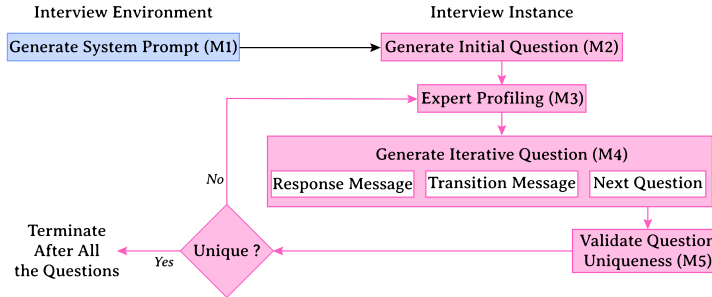 Interview Environment
Interview Instance
Generate System Prompt (M1)
Generate Initial Question (M2)
Expert Profiling (M3)
Generate Iterative Question (M4)
Response Message
Transition Message
Next Question
No
Validate Question
Uniqueness (M5)
Unique ?
Yes
Terminate
After All
the Questions